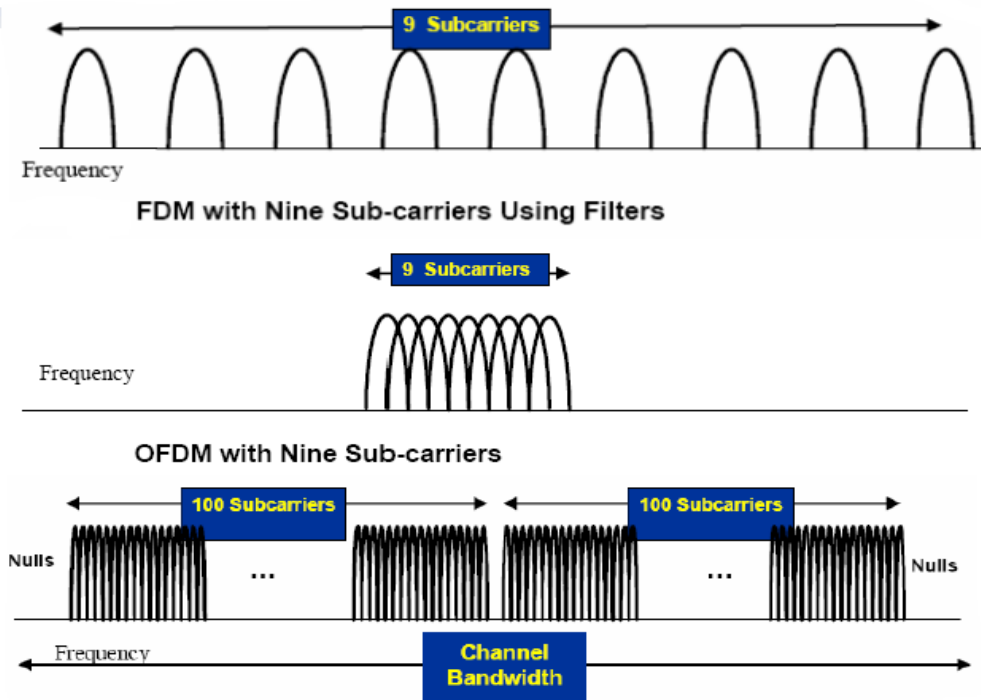 9 Subcarriers
Frequency
FDM with Nine Sub-carriers Using Filters
9 Subcarriers
Frequency
OFDM with Nine Sub-carriers
100 Subcarriers
100 Subcarriers
Nulls
...
...
Nulls
Frequency
Channel
Bandwidth